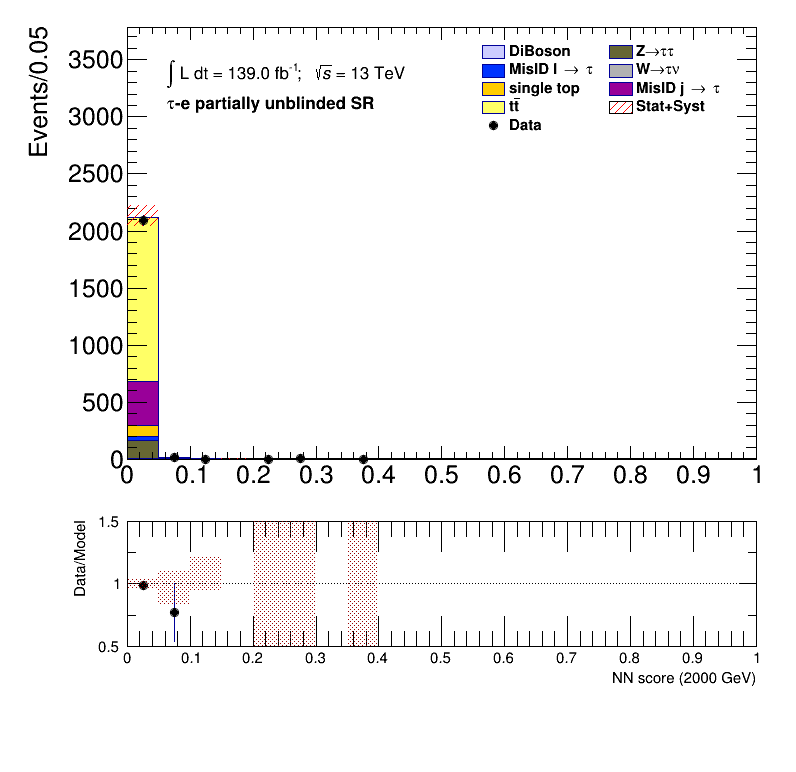 Events/0.05
3500
3000
2500
2000
1500
1000
500
0
∫ L dt = 139.0 fb⁻¹; √s = 13 TeV
τ-e partially unblinded SR
DiBoson
MisID l → τ
single top
tt̄
Data
Z→ττ
W→τν
MisID j → τ
Stat+Syst
0 0.1 0.2 0.3 0.4 0.5 0.6 0.7 0.8 0.9 1
Data/Model
1.5
1
0.5
0 0.1 0.2 0.3 0.4 0.5 0.6 0.7 0.8 0.9 1
NN score (2000 GeV)